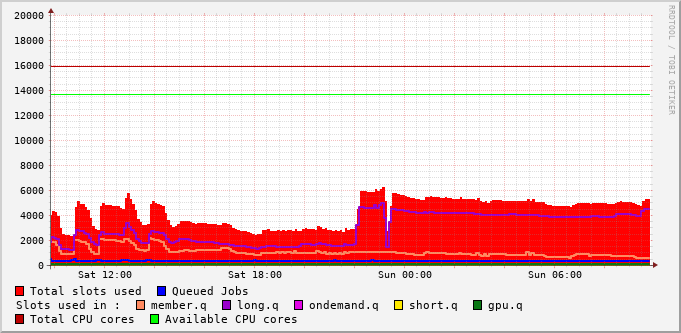 RRDTOOL / TOBI OETIKER
20000
18000
16000
14000
12000
10000
8000
6000
4000
2000
0
Sat 12:00 Sat 18:00 Sun 00:00 Sun 06:00
Total slots used Queued Jobs
Slots used in : member.q long.q ondemand.q short.q gpu.q
Total CPU cores Available CPU cores